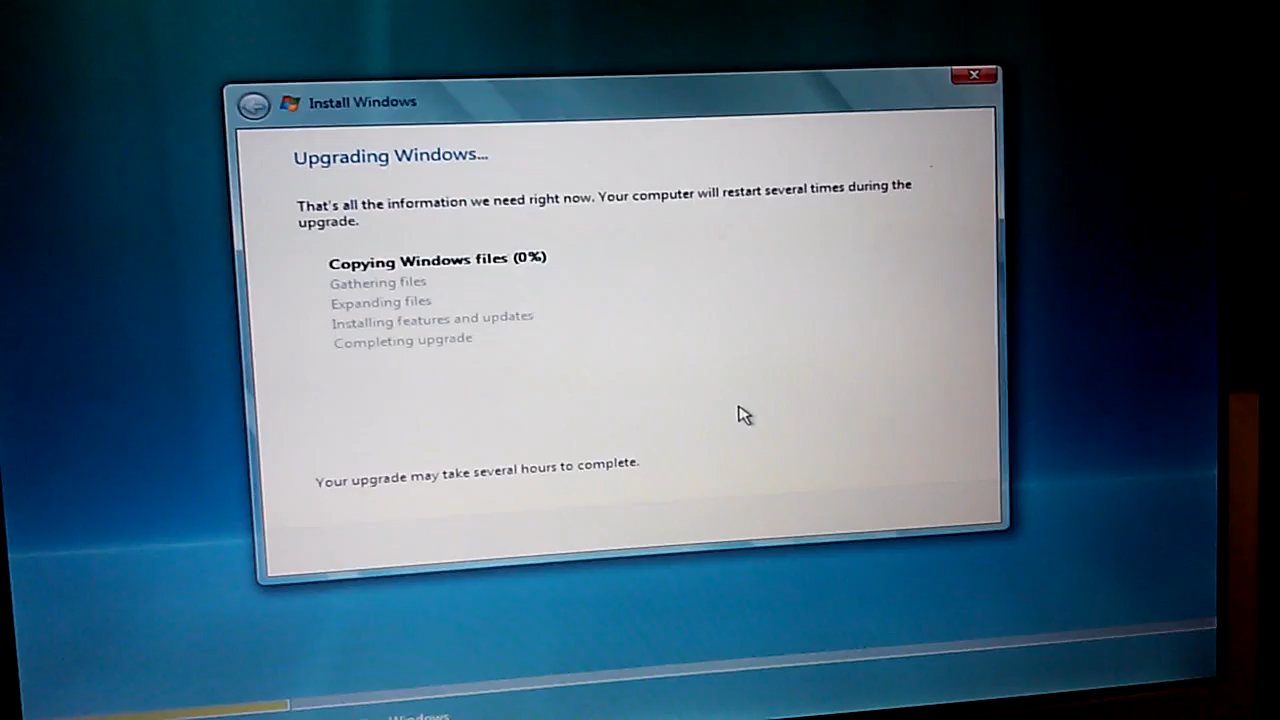 Install Windows
Upgrading Windows...
That's all the information we need right now. Your computer will restart several times during the
upgrade.
Copying Windows files (0%)
Gathering files
Expanding files
Installing features and updates
Completing upgrade
Your upgrade may take several hours to complete.
Windows